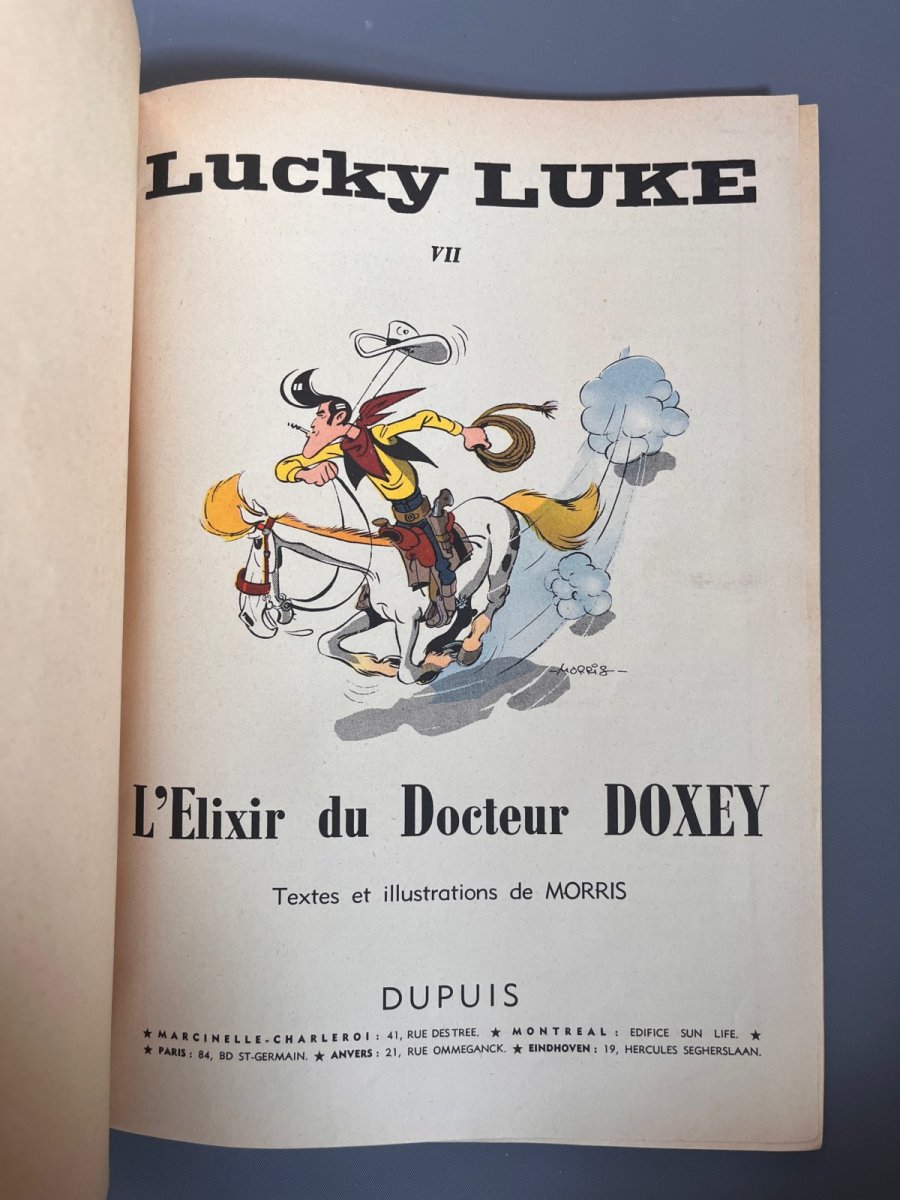 Lucky LUKE
VII
-MORRIS-
L'Elixir du Docteur DOXEY
Textes et illustrations de MORRIS
DUPUIS
★ MARCINELLE-CHARLEROI : 41, RUE DESTREE. ★ MONTREAL : EDIFICE SUN LIFE. ★
★ PARIS : 84, BD ST-GERMAIN. ★ ANVERS : 21, RUE OMMEGANCK. ★ EINDHOVEN : 19, HERCULES SEGHERSLAAN.